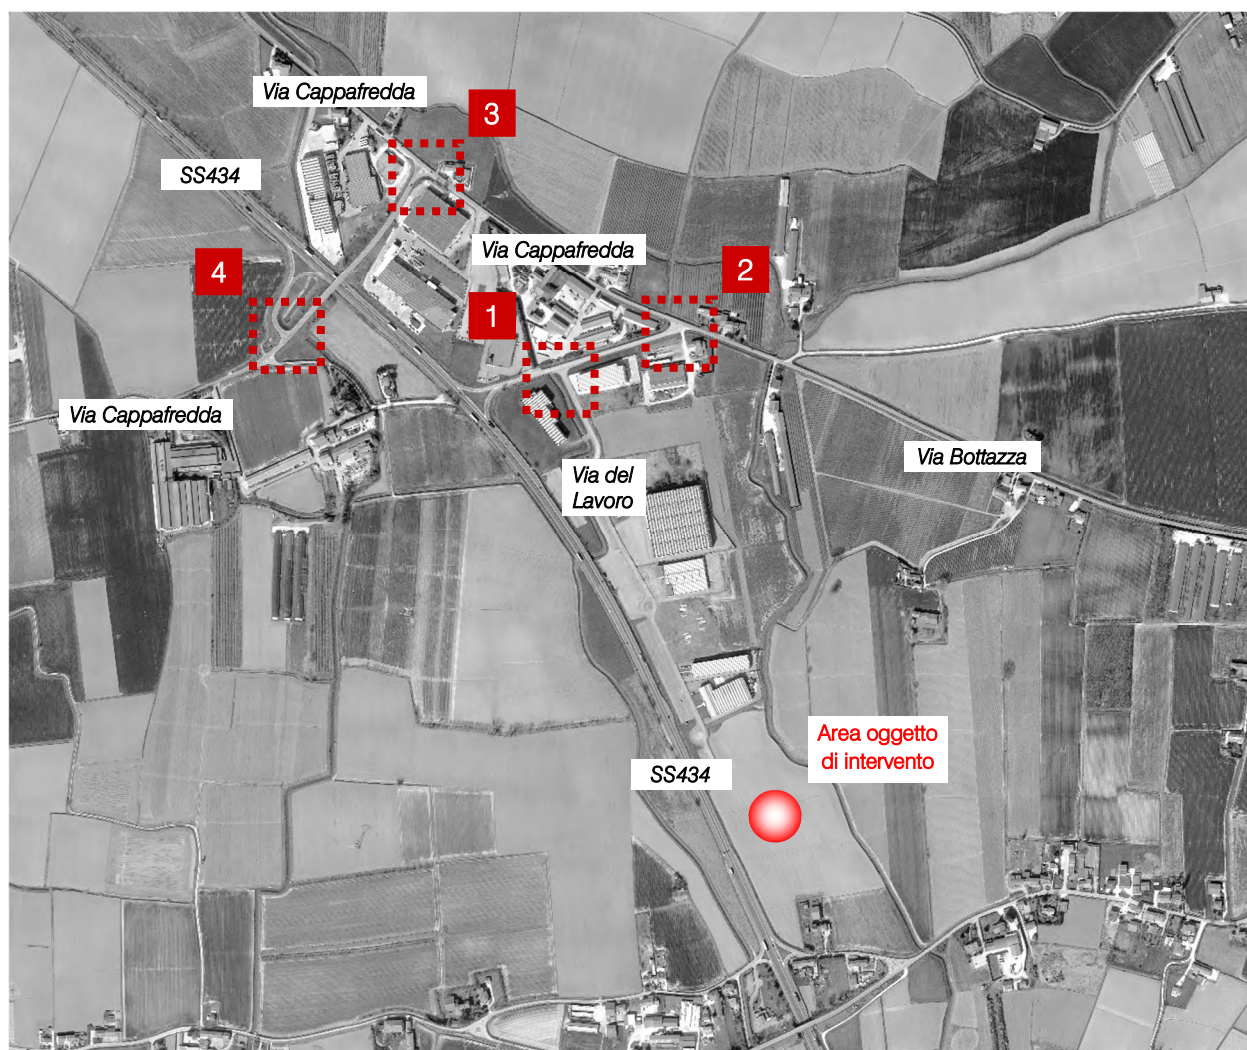 Via Cappafredda
3
SS434
Via Cappafredda
4
2
1
Via Cappafredda
Via Bottazza
Via del
Lavoro
Area oggetto
di intervento
SS434